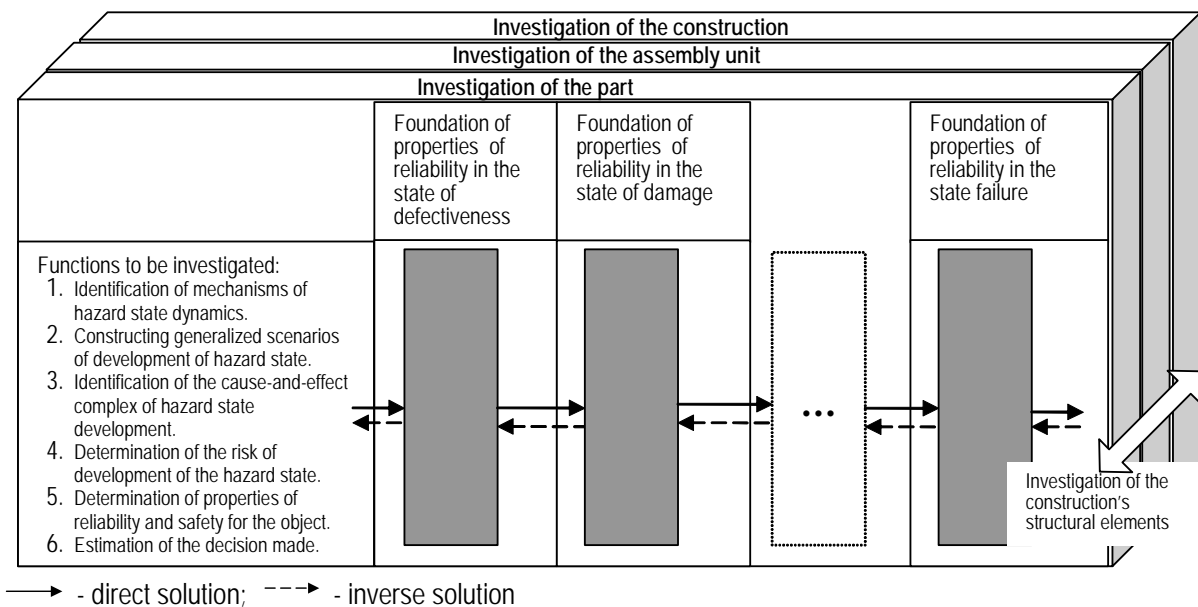 Investigation of the construction
Investigation of the assembly unit
Investigation of the part
Foundation of
properties of
reliability in the
state of
defectiveness
Foundation of
properties of
reliability in the
state of damage
Foundation of
properties of
reliability in the
state failure
Functions to be investigated:
1. Identification of mechanisms of
hazard state dynamics.
2. Constructing generalized scenarios
of development of hazard state.
3. Identification of the cause-and-effect
complex of hazard state
development.
4. Determination of the risk of
development of the hazard state.
5. Determination of properties of
reliability and safety for the object.
6. Estimation of the decision made.
...
Investigation of the
construction's
structural elements
- direct solution; - inverse solution